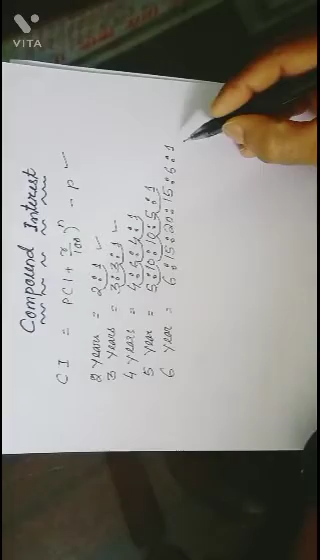 VITA
Compound Interest
CI = P(1 + r/100)^n - P ✓
2 years = 2:1 ✓
3 years = 3:3:1 ✓
4 years = 4:6:4:1
5 year = 5:10:10:5:1
6 year = 6:15:20:15:6:1